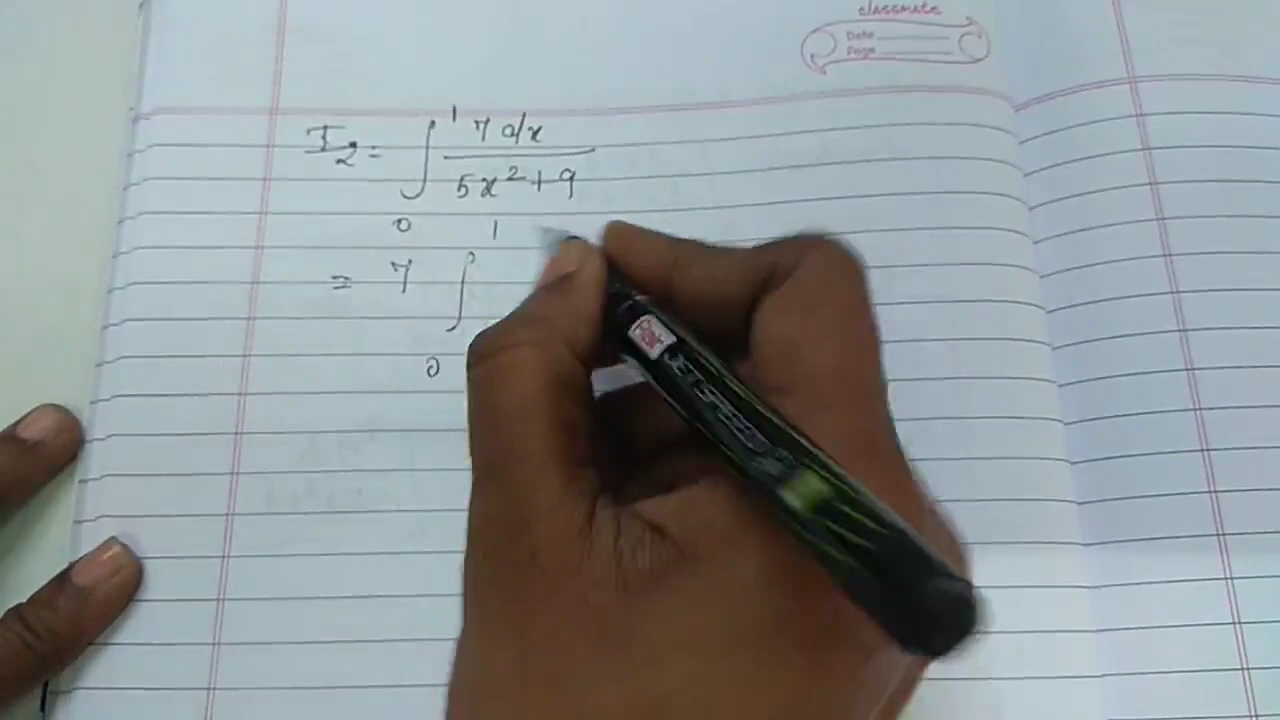 classmate
Date
Page
I₂ = ∫₀¹ 7 dx / 5x² + 9
= 7 ∫₀¹